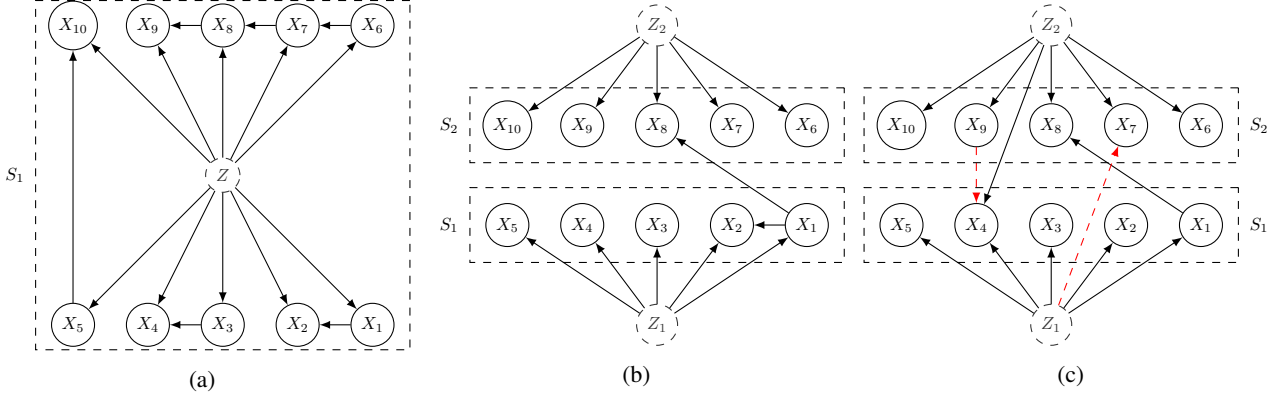 X₁₀ X₉ X₈ X₇ X₆
S₁ Z
X₅ X₄ X₃ X₂ X₁
(a)
Z₂
S₂ X₁₀ X₉ X₈ X₇ X₆
S₁ X₅ X₄ X₃ X₂ X₁
Z₁
(b)
Z₂
X₁₀ X₉ X₈ X₇ X₆ S₂
X₅ X₄ X₃ X₂ X₁ S₁
Z₁
(c)